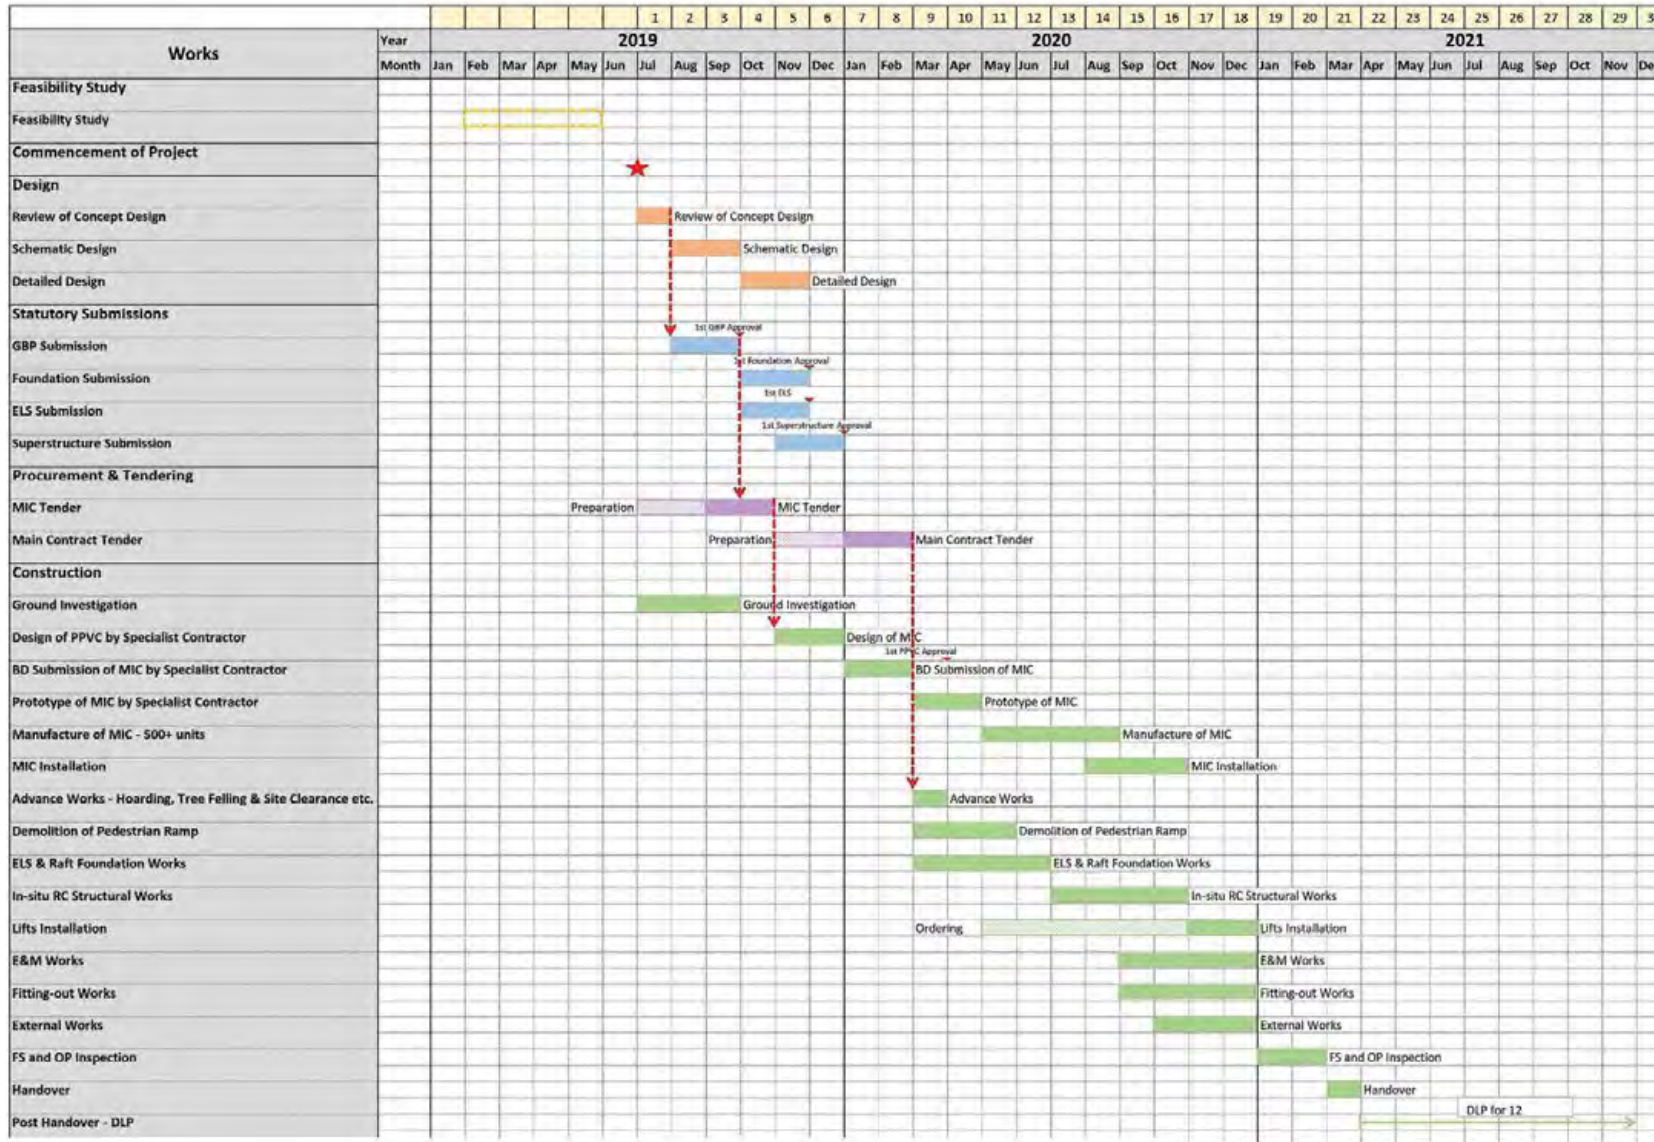 1 2 3 4 5 6 7 8 9 10 11 12 13 14 15 16 17 18 19 20 21 22 23 24 25 26 27 28 29
Works Year 2019 2020 2021
Month Jan Feb Mar Apr May Jun Jul Aug Sep Oct Nov Dec Jan Feb Mar Apr May Jun Jul Aug Sep Oct Nov Dec Jan Feb Mar Apr May Jun Jul Aug Sep Oct Nov De
Feasibility Study
Feasibility Study
Commencement of Project
Design
Review of Concept Design Review of Concept Design
Schematic Design Schematic Design
Detailed Design Detailed Design
Statutory Submissions
1st GBP Approval
GBP Submission
1st Foundation Approval
Foundation Submission
1st ELS
ELS Submission
1st Superstructure Approval
Superstructure Submission
Procurement & Tendering
MIC Tender Preparation MIC Tender
Main Contract Tender Preparation Main Contract Tender
Construction
Ground Investigation Ground Investigation
Design of PPVC by Specialist Contractor Design of MIC
1st PPVC Approval
BD Submission of MIC by Specialist Contractor BD Submission of MIC
Prototype of MIC by Specialist Contractor Prototype of MIC
Manufacture of MIC - 500+ units Manufacture of MIC
MIC Installation MIC Installation
Advance Works - Hoarding, Tree Felling & Site Clearance etc. Advance Works
Demolition of Pedestrian Ramp Demolition of Pedestrian Ramp
ELS & Raft Foundation Works ELS & Raft Foundation Works
In-situ RC Structural Works In-situ RC Structural Works
Lifts Installation Ordering Lifts Installation
E&M Works E&M Works
Fitting-out Works Fitting-out Works
External Works External Works
FS and OP Inspection FS and OP Inspection
Handover Handover
Post Handover - DLP DLP for 12